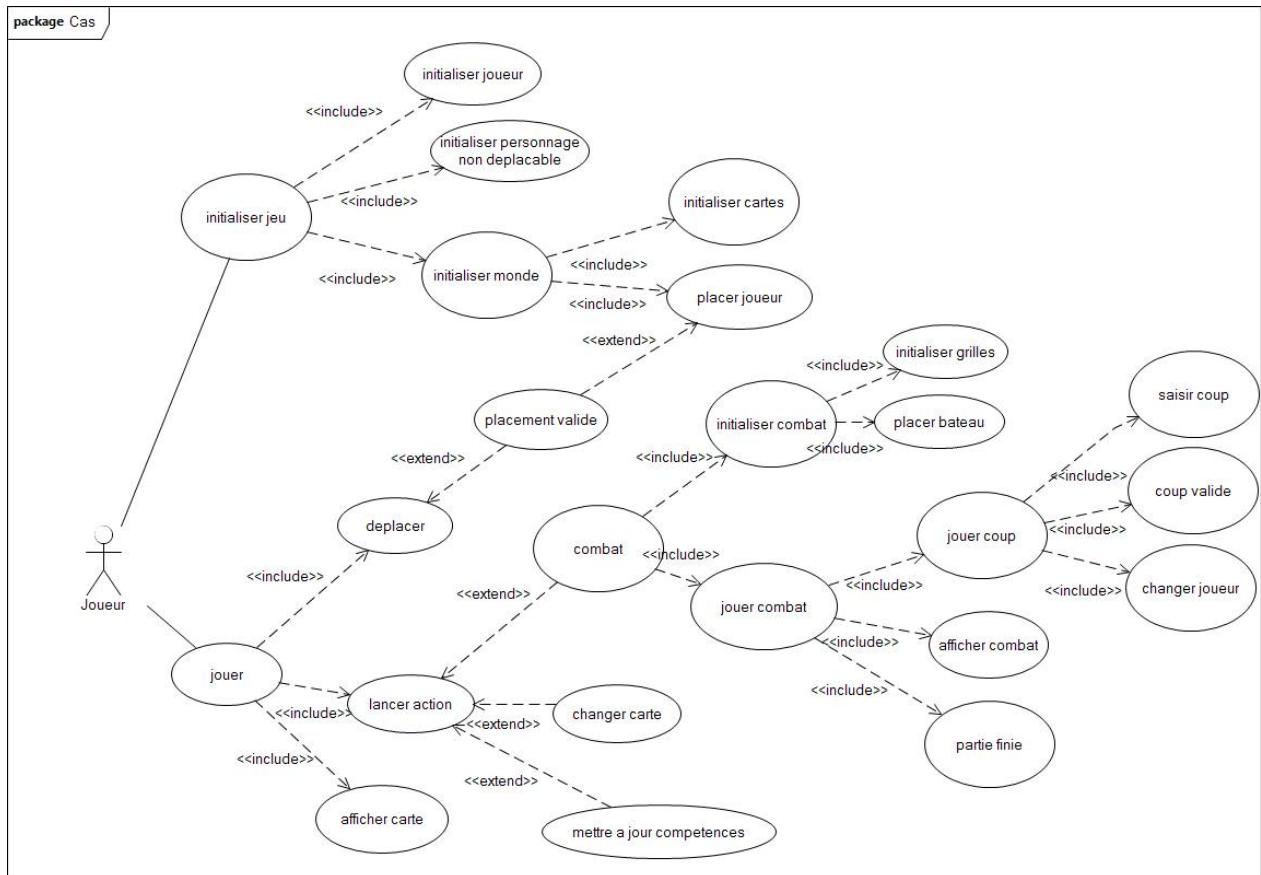 package Cas
initialiser joueur
<<include>>
initialiser personnage
non deplacable
<<include>>
initialiser jeu
initialiser cartes
<<include>>
initialiser monde
<<include>>
<<include>>
placer joueur
<<extend>>
initialiser grilles
<<include>>
saisir coup
placement valide
initialiser combat
placer bateau
<<include>>
<<extend>>
<<include>>
<<include>>
coup valide
deplacer
<<include>>
jouer coup
combat
<<include>>
<<include>>
<<include>>
<<extend>>
changer joueur
Joueur
jouer combat
<<include>>
<<include>>
afficher combat
jouer
<<include>>
lancer action
<<include>>
changer carte
<<extend>>
partie finie
<<include>>
<<extend>>
afficher carte
mettre a jour competences